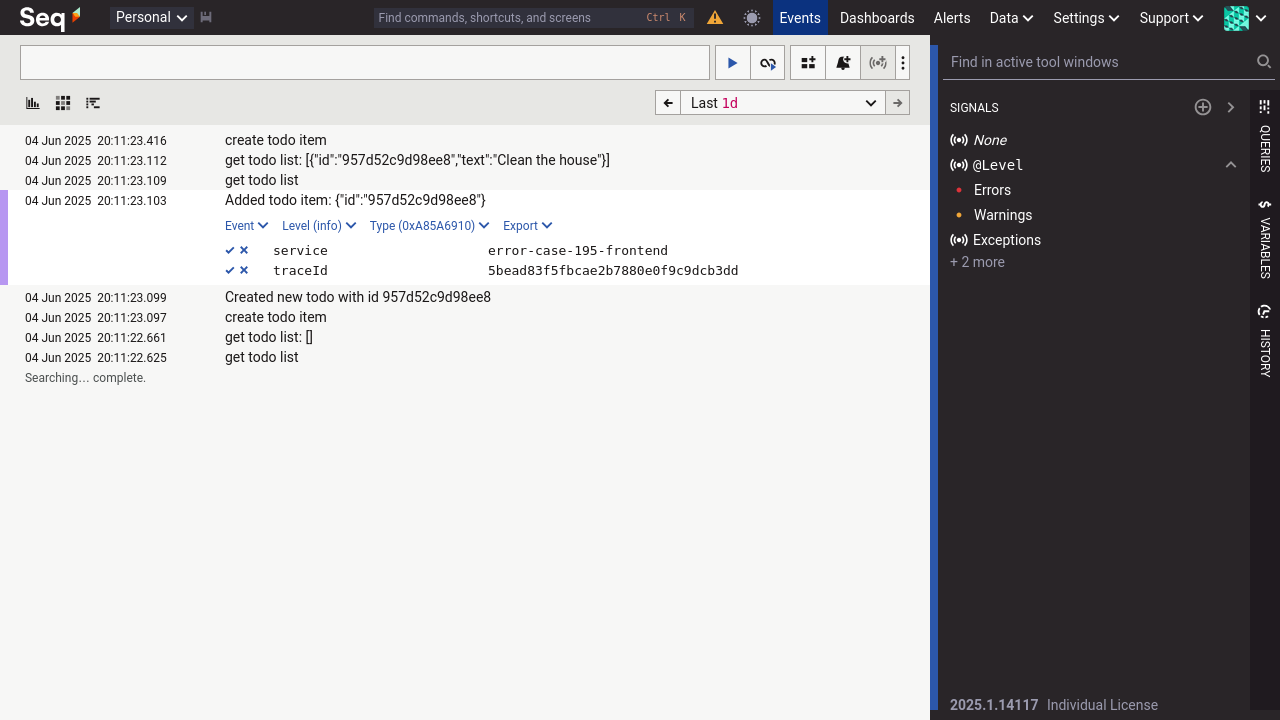 Seq
Personal
Find commands, shortcuts, and screens Ctrl K
Events
Dashboards
Alerts
Data
Settings
Support
Last 1d
04 Jun 2025 20:11:23.416 create todo item
04 Jun 2025 20:11:23.112 get todo list: [{"id":"957d52c9d98ee8","text":"Clean the house"}]
04 Jun 2025 20:11:23.109 get todo list
04 Jun 2025 20:11:23.103 Added todo item: {"id":"957d52c9d98ee8"}
Event Level (info) Type (0xA85A6910) Export
service error-case-195-frontend
traceId 5bead83f5fbcae2b7880e0f9c9dcb3dd
04 Jun 2025 20:11:23.099 Created new todo with id 957d52c9d98ee8
04 Jun 2025 20:11:23.097 create todo item
04 Jun 2025 20:11:22.661 get todo list: []
04 Jun 2025 20:11:22.625 get todo list
Searching… complete.
Find in active tool windows
SIGNALS
None
@Level
Errors
Warnings
Exceptions
+ 2 more
QUERIES
VARIABLES
HISTORY
2025.1.14117 Individual License